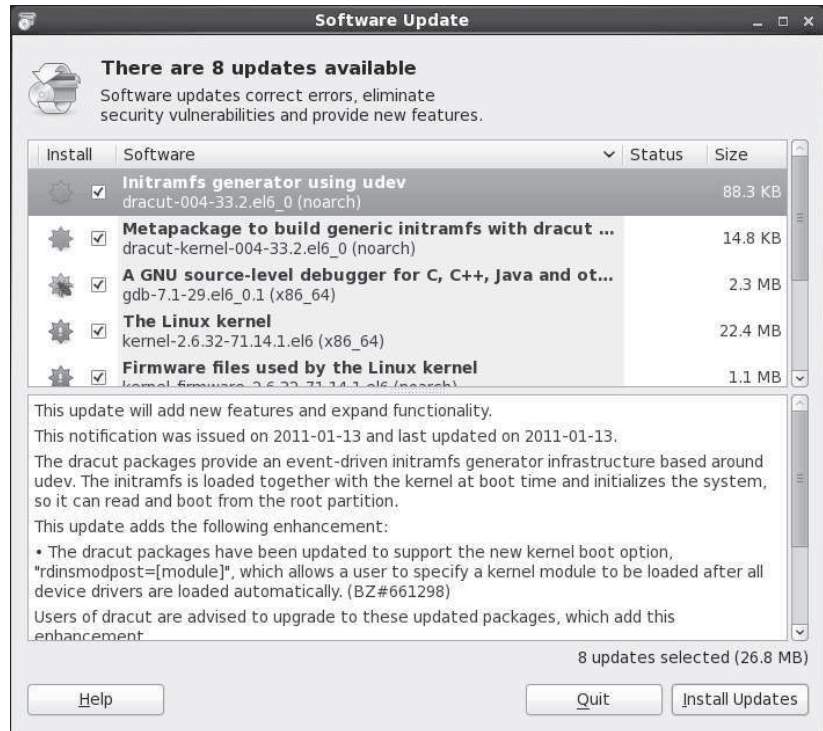 Software Update
There are 8 updates available
Software updates correct errors, eliminate
security vulnerabilities and provide new features.
Install Software Status Size
Initramfs generator using udev
dracut-004-33.2.el6_0 (noarch)
88.3 KB
Metapackage to build generic initramfs with dracut ...
dracut-kernel-004-33.2.el6_0 (noarch)
14.8 KB
A GNU source-level debugger for C, C++, Java and ot...
gdb-7.1-29.el6_0.1 (x86_64)
2.3 MB
The Linux kernel
kernel-2.6.32-71.14.1.el6 (x86_64)
22.4 MB
Firmware files used by the Linux kernel
kernel-firmware-2.6.32-71.14.1.el6 (noarch)
1.1 MB
This update will add new features and expand functionality.
This notification was issued on 2011-01-13 and last updated on 2011-01-13.
The dracut packages provide an event-driven initramfs generator infrastructure based around
udev. The initramfs is loaded together with the kernel at boot time and initializes the system,
so it can read and boot from the root partition.
This update adds the following enhancement:
• The dracut packages have been updated to support the new kernel boot option,
"rdinsmodpost=[module]", which allows a user to specify a kernel module to be loaded after all
device drivers are loaded automatically. (BZ#661298)
Users of dracut are advised to upgrade to these updated packages, which add this
enhancement
8 updates selected (26.8 MB)
Help Quit Install Updates